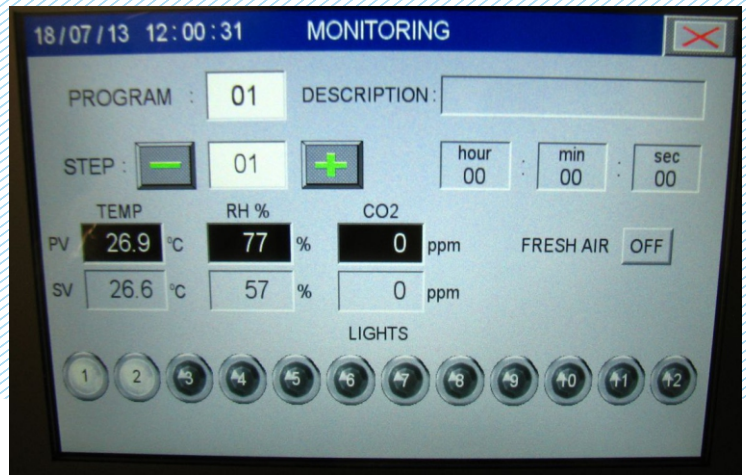 18/07/13 12:00:31 MONITORING
PROGRAM : 01 DESCRIPTION :
STEP : 01 hour 00 : min 00 : sec 00
TEMP RH % CO2
PV 26.9 °C 77 % 0 ppm FRESH AIR OFF
SV 26.6 °C 57 % 0 ppm
LIGHTS
1 2 3 4 5 6 7 8 9 10 11 12